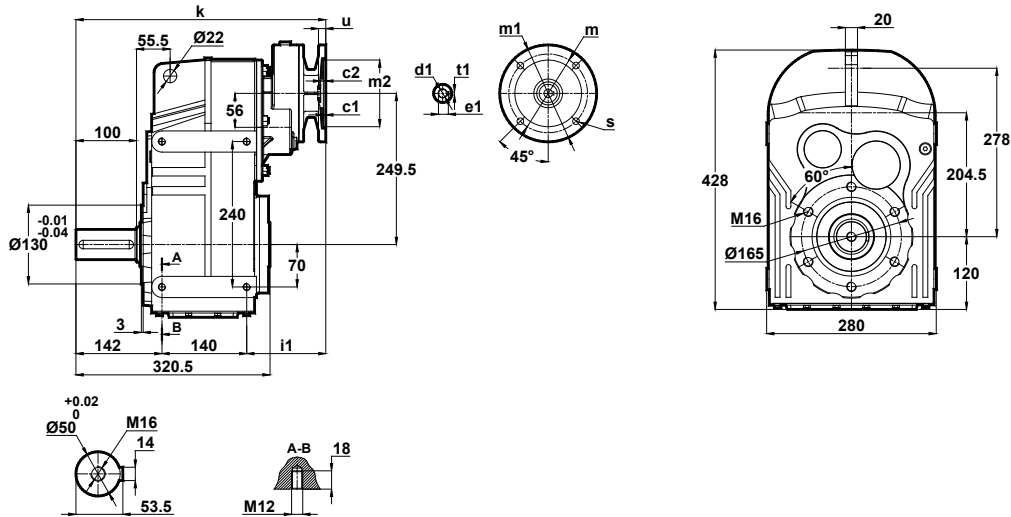 k
u
55.5
Ø22
c2
m2
c1
56
100
249.5
-0.01
-0.04
Ø130
240
A
70
3
B
142
140
i1
320.5
m1
m
d1
t1
e1
s
45°
20
278
428
204.5
60°
M16
Ø165
120
280
+0.02
0
Ø50
M16
14
53.5
A-B
18
M12